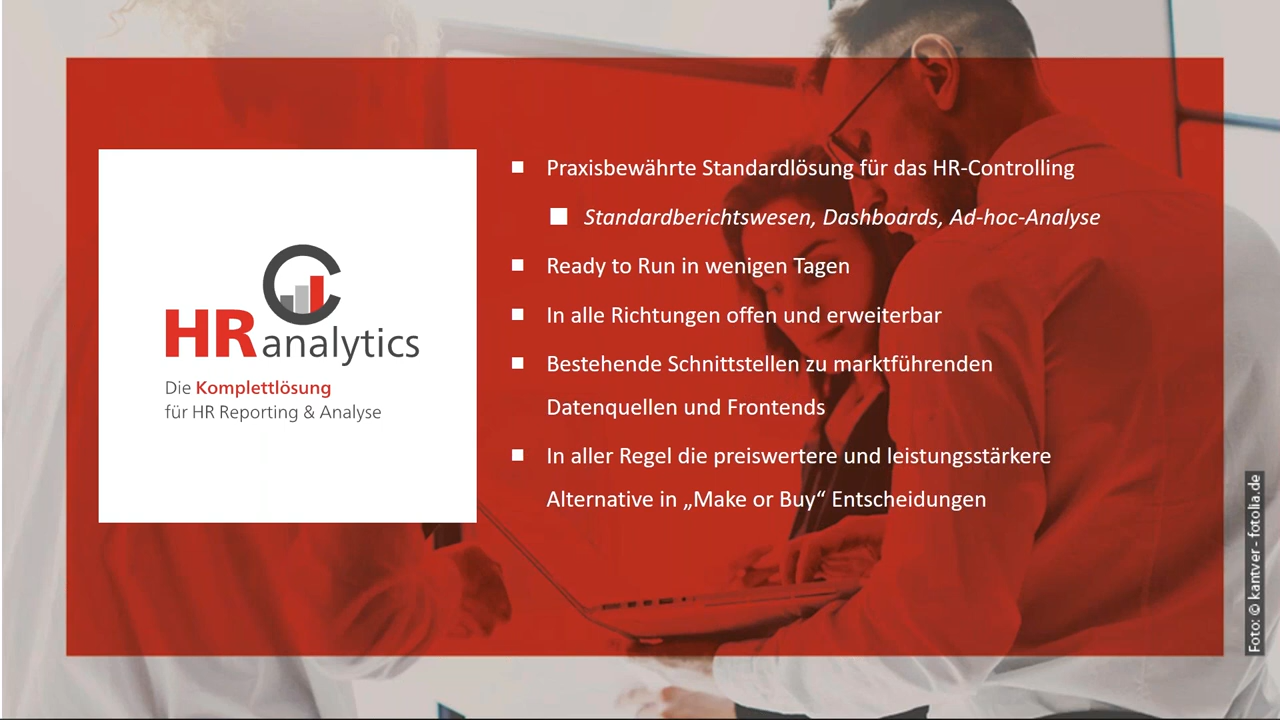 HR analytics
Die Komplettlösung
für HR Reporting & Analyse
Praxisbewährte Standardlösung für das HR-Controlling
Standardberichtswesen, Dashboards, Ad-hoc-Analyse
Ready to Run in wenigen Tagen
In alle Richtungen offen und erweiterbar
Bestehende Schnittstellen zu marktführenden
Datenquellen und Frontends
In aller Regel die preiswertere und leistungsstärkere
Alternative in „Make or Buy“ Entscheidungen
Foto: © kantver - fotolia.de